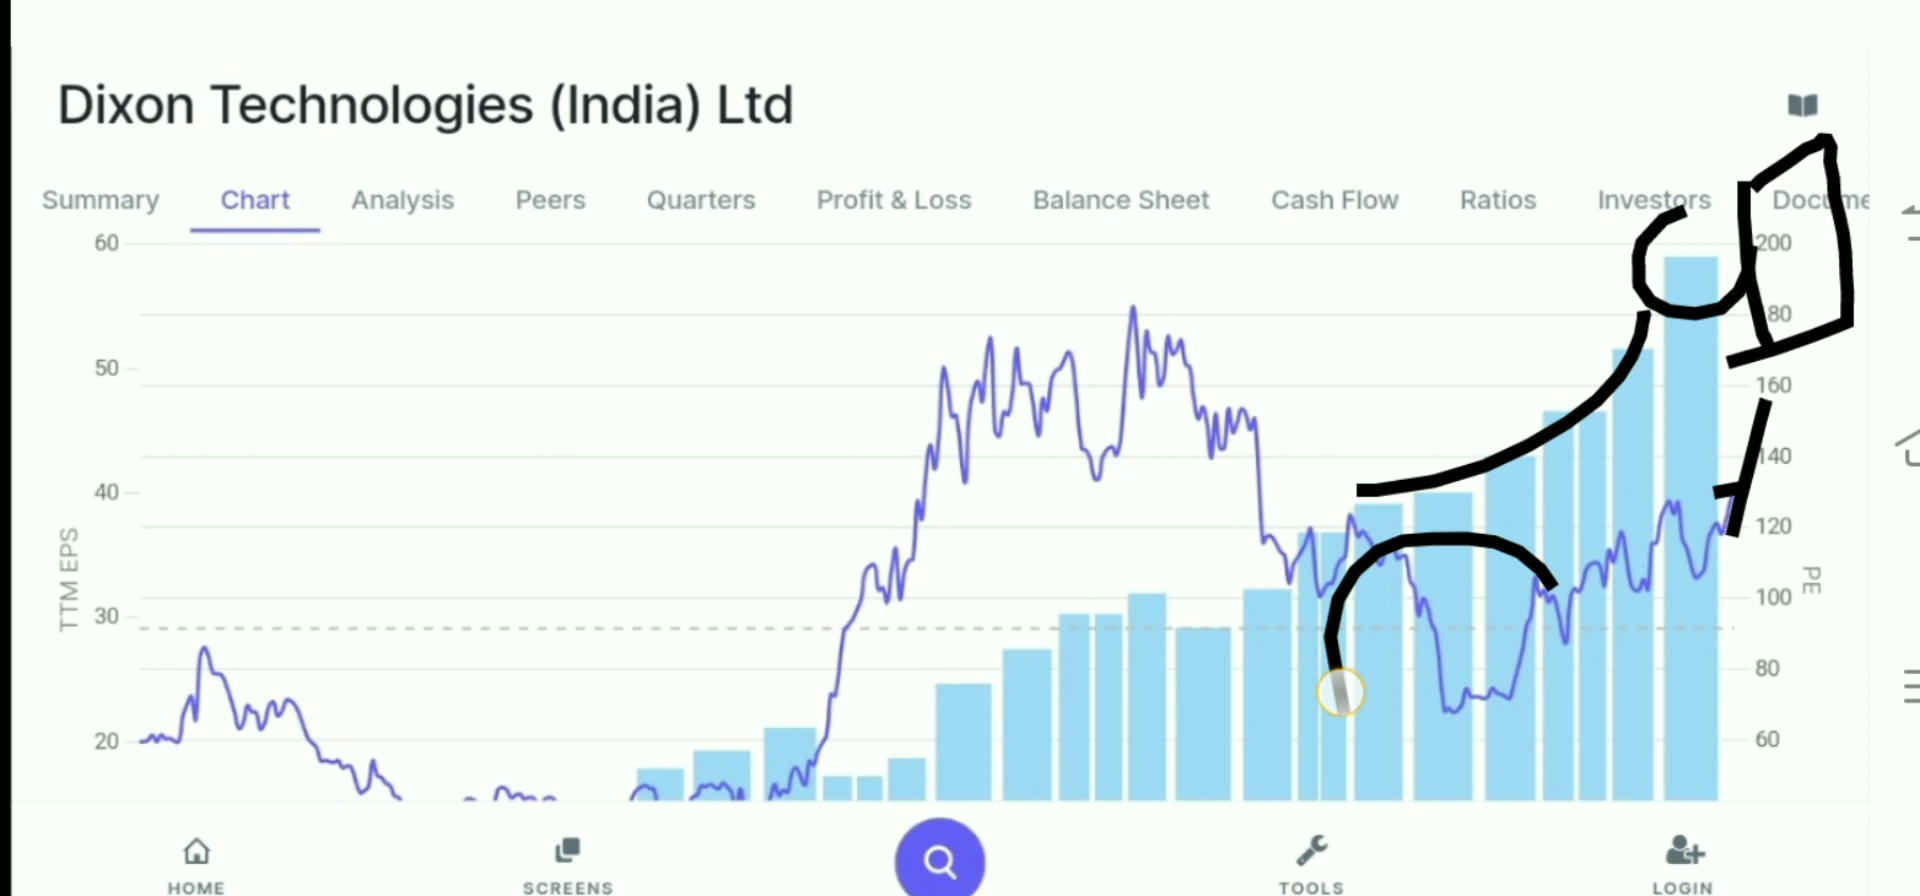 Dixon Technologies (India) Ltd
Summary Chart Analysis Peers Quarters Profit & Loss Balance Sheet Cash Flow Ratios Investors Docume
60 200
80
50 160
140
40 120
TTM EPS PE
30 100
80
20 60
HOME SCREENS TOOLS LOGIN